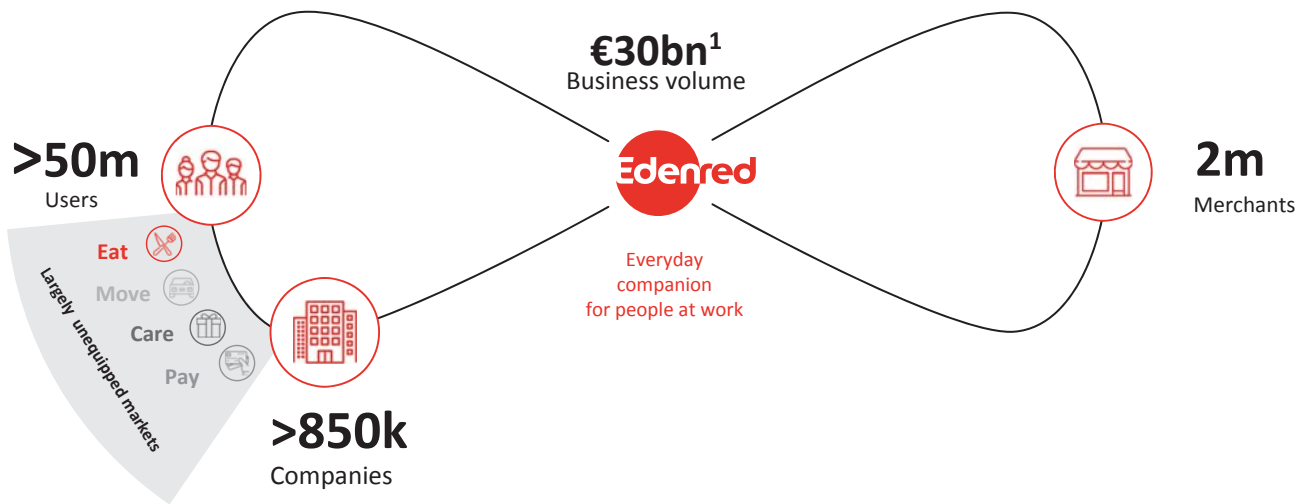 €30bn¹
Business volume
>50m
Users
Edenred
2m
Merchants
Eat
Move
Care
Pay
Largely unequipped markets
Everyday
companion
for people at work
>850k
Companies